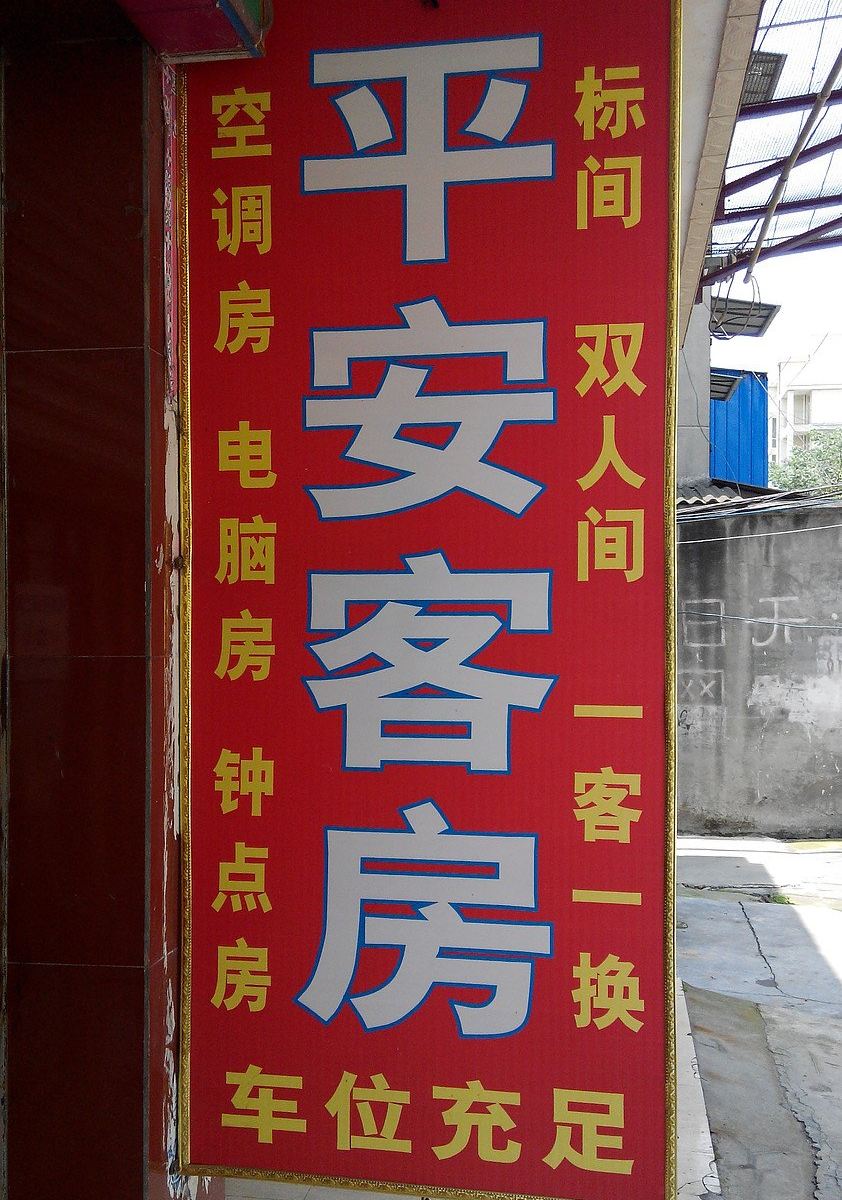 平安客房
标间 双人间 一客一换
空调房 电脑房 钟点房
车位充足